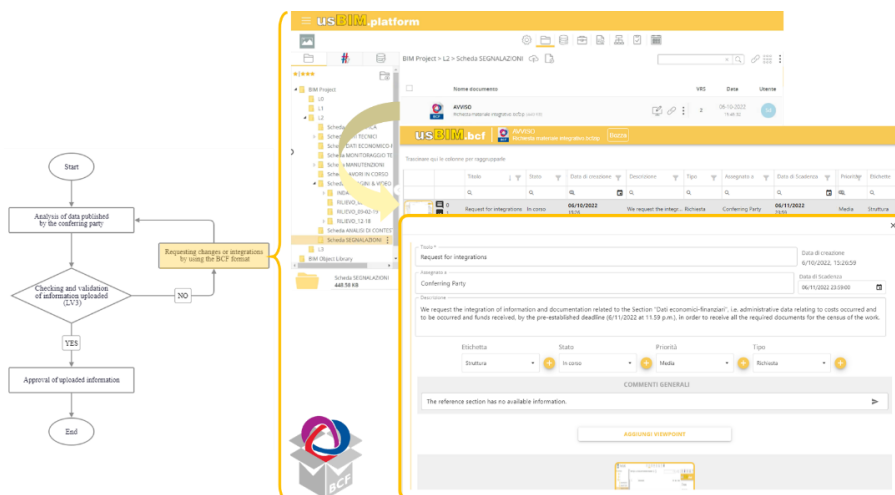 Start
Analysis of data published
by the conferring party
Checking and validation
of information uploaded
(LV3)
Requesting changes or integrations
by using the BCF format
NO
YES
Approval of uploaded information
End
usBIM.platform
BIM Project > L2 > Scheda SEGNALAZIONI
BIM Project
L0
L1
L2
Scheda DATI ECONOMICO F
Scheda MONITORAGGIO TE
Scheda MANUTENZIONI
RILIEVO_12-18
Scheda ANALISI DI CONTES
Scheda SEGNALAZIONI
L3
BIM Object Library
Scheda SEGNALAZIONI
448.58 KB
Nome documento VRS Data Utente
AVVISO
Richiesta materiale integrativo bcfzip
2
06-10-2022
BCF
usBIM.bcf
AVVISO
Richiesta materiale integrativo bcfzip
Trascinare qui le colonne per raggrupparle
Titolo Stato Data di creazione Descrizione Tipo Assegnato a Data di Scadenza Priorità Etichette
0
Request for integrations In corso 06/10/2022 We request the integr... Richiesta Conferring Party 06/11/2022 Media Struttura
Titolo *
Request for integrations
Data di creazione
6/10/2022, 15:26:59
Assegnato a
Conferring Party
Data di Scadenza
06/11/2022 23:59:00
Descrizione
We request the integration of information and documentation related to the Section "Dati economici-finanziari", i.e. administrative data relating to costs occurred and
to be occurred and funds received, by the pre-established deadline (6/11/2022 at 11.59 p.m.), in order to receive all the required documents for the census of the work.
Etichetta Stato Priorità Tipo
Struttura In corso Media Richiesta
COMMENTI GENERALI
The reference section has no available information.
AGGIUNGI VIEWPOINT
BCF